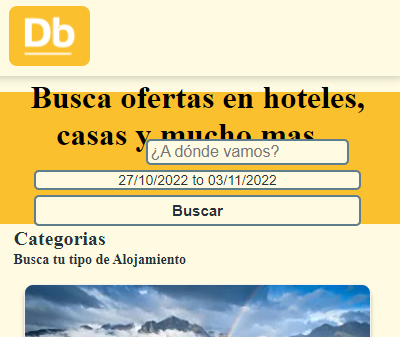 Db
Busca ofertas en hoteles,
casas y mucho mas
¿A dónde vamos?
27/10/2022 to 03/11/2022
Buscar
Categorias
Busca tu tipo de Alojamiento